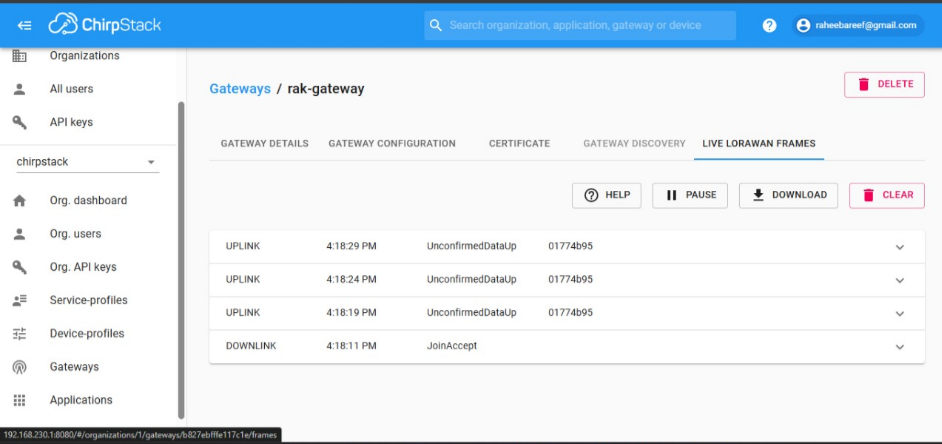 ChirpStack
Search organization, application, gateway or device
?
raheebareef@gmail.com
Organizations
All users
API keys
chirpstack
Org. dashboard
Org. users
Org. API keys
Service-profiles
Device-profiles
Gateways
Applications
Gateways / rak-gateway
DELETE
GATEWAY DETAILS GATEWAY CONFIGURATION CERTIFICATE GATEWAY DISCOVERY LIVE LORAWAN FRAMES
? HELP PAUSE DOWNLOAD CLEAR
UPLINK 4:18:29 PM UnconfirmedDataUp 01774b95
UPLINK 4:18:24 PM UnconfirmedDataUp 01774b95
UPLINK 4:18:19 PM UnconfirmedDataUp 01774b95
DOWNLINK 4:18:11 PM JoinAccept
192.168.230.1:8080/#/organizations/1/gateways/b827ebfffe117c1e/frames